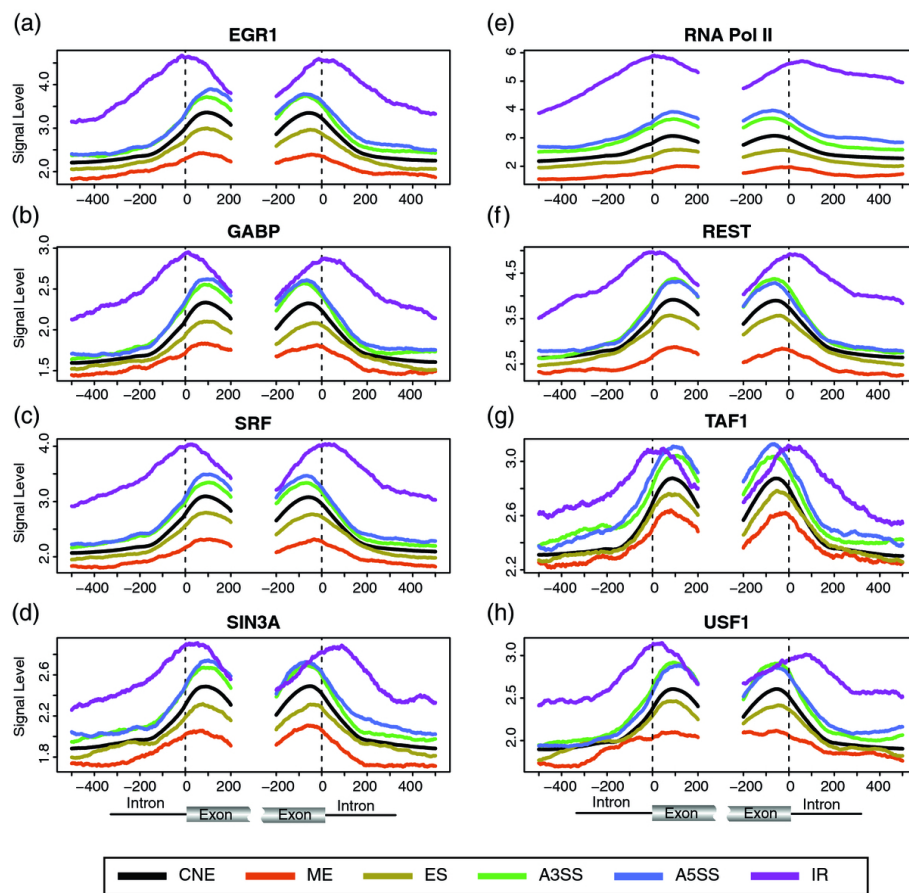 (a)
EGR1
Signal Level
4.0
3.0
2.0
−400 −200 0 200 −200 0 200 400
(b)
GABP
Signal Level
3.0
2.5
2.0
1.5
−400 −200 0 200 −200 0 200 400
(c)
SRF
Signal Level
4.0
3.0
2.0
−400 −200 0 200 −200 0 200 400
(d)
SIN3A
Signal Level
2.6
2.2
1.8
−400 −200 0 200 −200 0 200 400
Intron Exon Exon Intron
(e)
RNA Pol II
6
5
4
3
2
−400 −200 0 200 −200 0 200 400
(f)
REST
4.5
3.5
2.5
−400 −200 0 200 −200 0 200 400
(g)
TAF1
3.0
2.6
2.2
−400 −200 0 200 −200 0 200 400
(h)
USF1
3.0
2.5
2.0
−400 −200 0 200 −200 0 200 400
Intron Exon Exon Intron
CNE ME ES A3SS A5SS IR